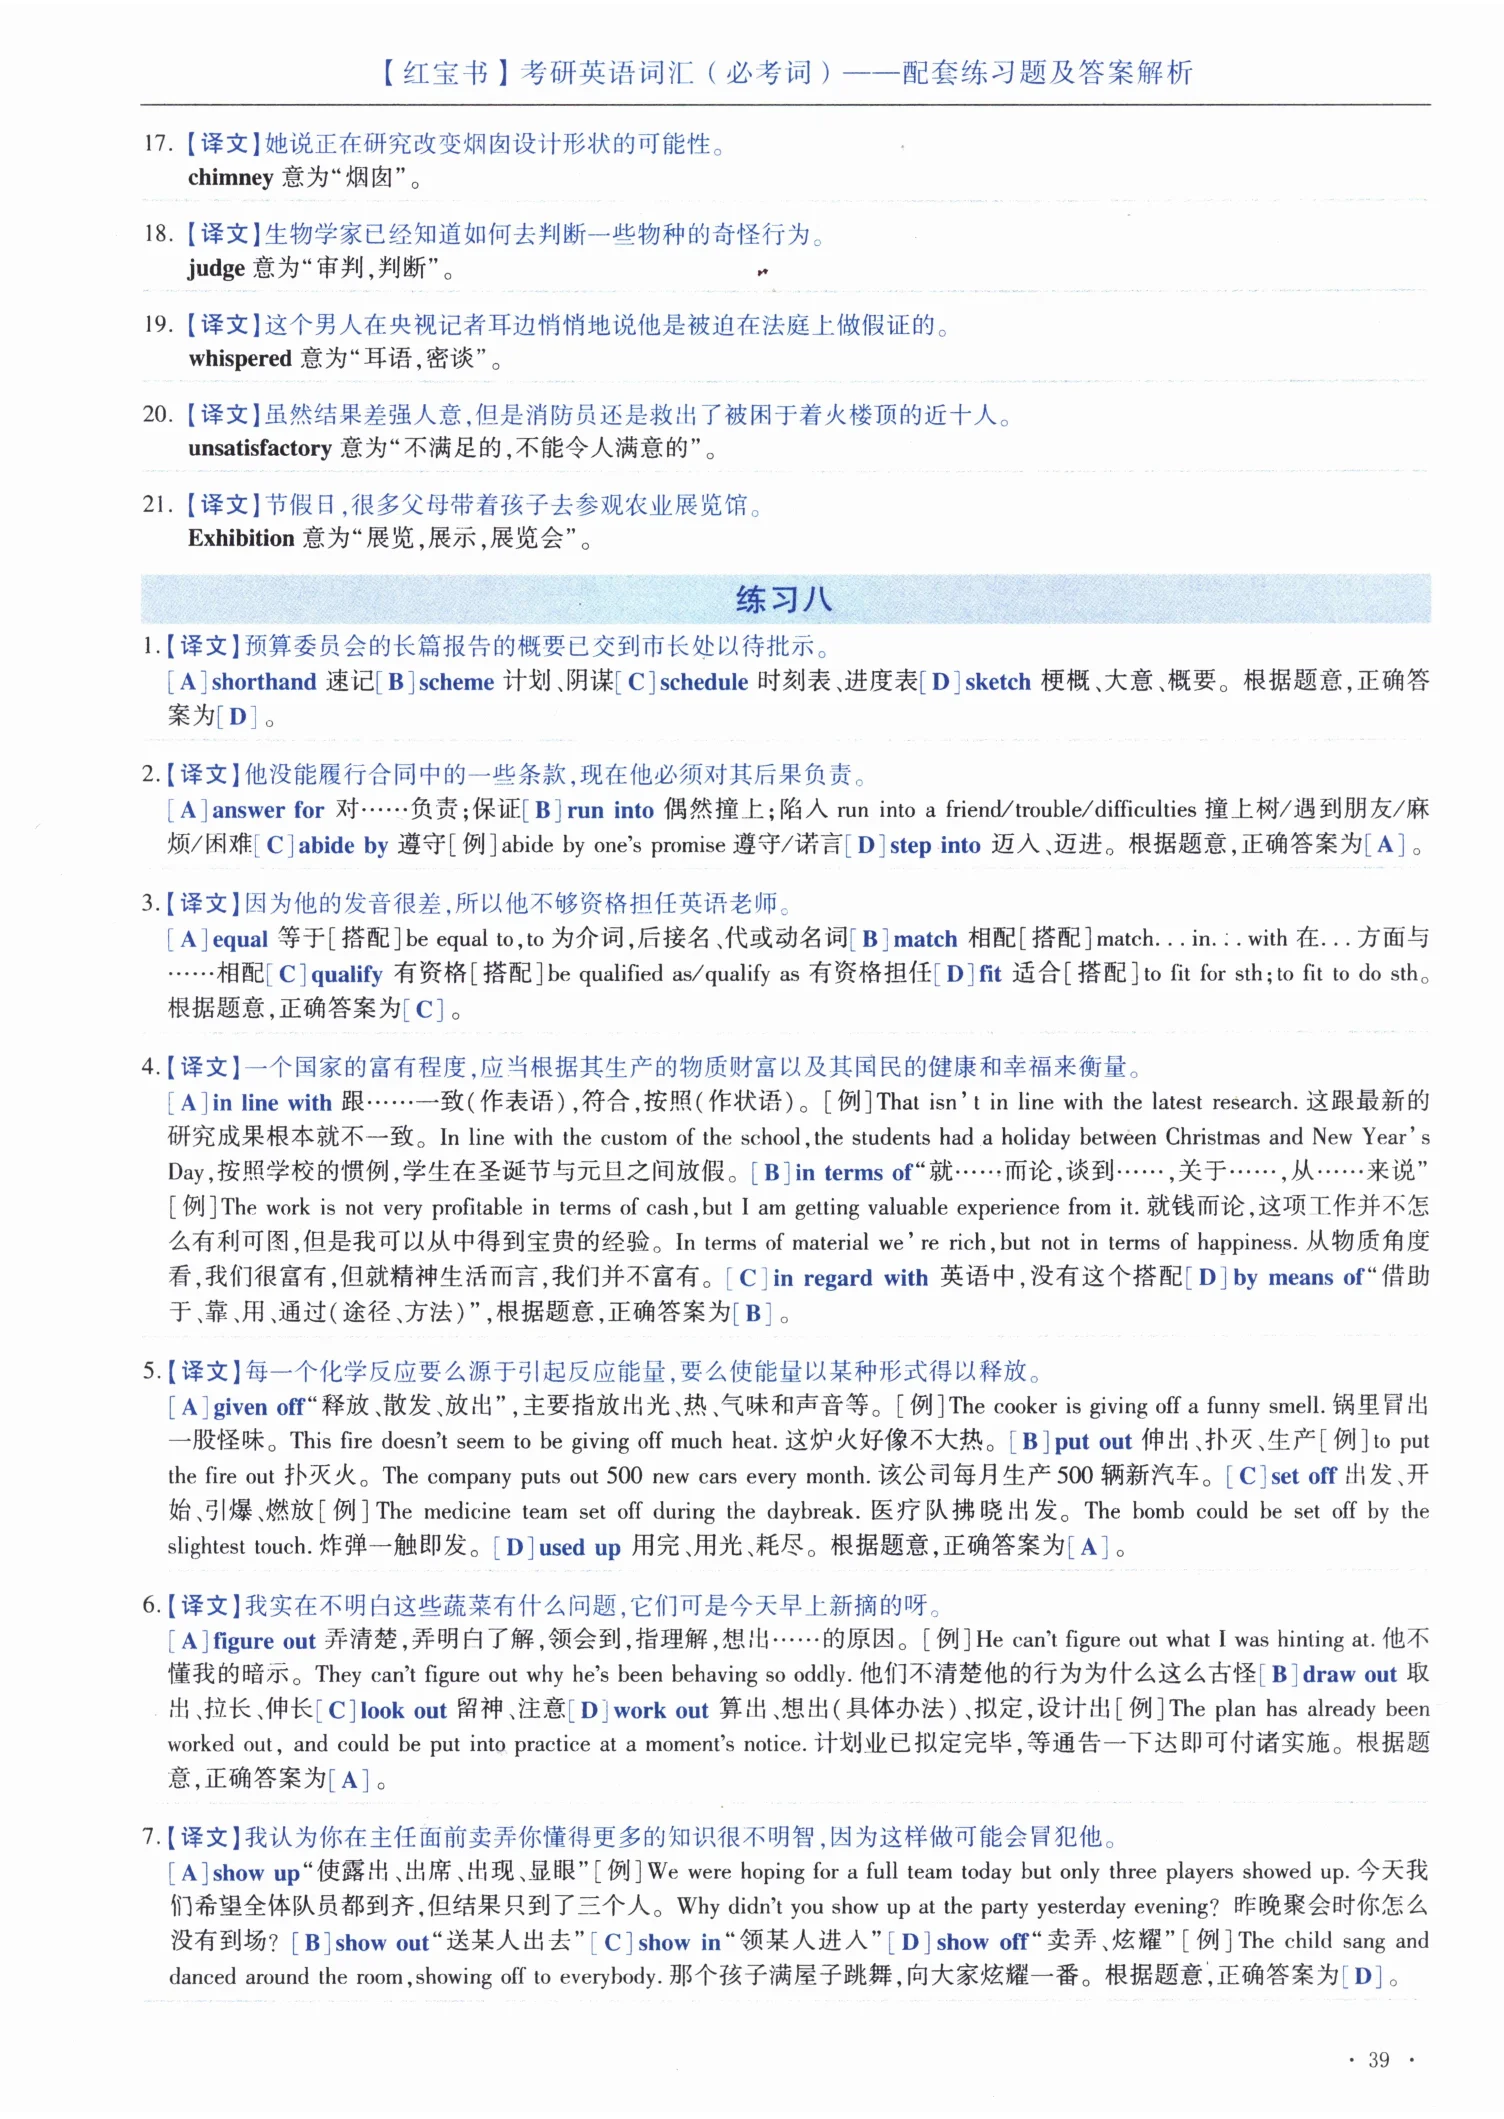 【红宝书】考研英语词汇(必考词)——配套练习题及答案解析
17. 【译文】她说正在研究改变烟囱设计形状的可能性。
chimney 意为“烟囱”。
18. 【译文】生物学家已经知道如何去判断一些物种的奇怪行为。
judge 意为“审判,判断”。
19. 【译文】这个男人在央视记者耳边悄悄地说他是被迫在法庭上做假证的。
whispered 意为“耳语,密谈”。
20. 【译文】虽然结果差强人意,但是消防员还是救出了被困于着火楼顶的近十人。
unsatisfactory 意为“不满足的,不能令人满意的”。
21. 【译文】节假日,很多父母带着孩子去参观农业展览馆。
Exhibition 意为“展览,展示,展览会”。
练习八
1.【译文】预算委员会的长篇报告的概要已交到市长处以待批示。
[A]shorthand 速记[B]scheme 计划、阴谋[C]schedule 时刻表、进度表[D]sketch 梗概、大意、概要。根据题意,正确答
案为[D]。
2.【译文】他没能履行合同中的一些条款,现在他必须对其后果负责。
[A]answer for 对……负责;保证[B]run into 偶然撞上;陷入 run into a friend/trouble/difficulties 撞上树/遇到朋友/麻
烦/困难[C]abide by 遵守[例]abide by one's promise 遵守/诺言[D]step into 迈入、迈进。根据题意,正确答案为[A]。
3.【译文】因为他的发音很差,所以他不够资格担任英语老师。
[A]equal 等于[搭配]be equal to,to 为介词,后接名、代或动名词[B]match 相配[搭配]match...in...with 在...方面与
……相配[C]qualify 有资格[搭配]be qualified as/qualify as 有资格担任[D]fit 适合[搭配]to fit for sth;to fit to do sth。
根据题意,正确答案为[C]。
4.【译文】一个国家的富有程度,应当根据其生产的物质财富以及其国民的健康和幸福来衡量。
[A]in line with 跟……一致(作表语),符合,按照(作状语)。[例]That isn't in line with the latest research. 这跟最新的
研究成果根本就不一致。In line with the custom of the school,the students had a holiday between Christmas and New Year's
Day,按照学校的惯例,学生在圣诞节与元旦之间放假。[B]in terms of“就……而论,谈到……,关于……,从……来说”
[例]The work is not very profitable in terms of cash,but I am getting valuable experience from it. 就钱而论,这项工作并不怎
么有利可图,但是我可以从中得到宝贵的经验。In terms of material we're rich,but not in terms of happiness. 从物质角度
看,我们很富有,但就精神生活而言,我们并不富有。[C]in regard with 英语中,没有这个搭配[D]by means of“借助
于、靠、用、通过(途径、方法)”,根据题意,正确答案为[B]。
5.【译文】每一个化学反应要么源于引起反应能量,要么使能量以某种形式得以释放。
[A]given off“释放、散发、放出”,主要指放出光、热、气味和声音等。[例]The cooker is giving off a funny smell. 锅里冒出
一股怪味。This fire doesn't seem to be giving off much heat. 这炉火好像不大热。[B]put out 伸出、扑灭、生产[例]to put
the fire out 扑灭火。The company puts out 500 new cars every month. 该公司每月生产 500 辆新汽车。[C]set off 出发、开
始、引爆、燃放[例]The medicine team set off during the daybreak. 医疗队拂晓出发。The bomb could be set off by the
slightest touch. 炸弹一触即发。[D]used up 用完、用光、耗尽。根据题意,正确答案为[A]。
6.【译文】我实在不明白这些蔬菜有什么问题,它们可是今天早上新摘的呀。
[A]figure out 弄清楚,弄明白了解,领会到,指理解,想出……的原因。[例]He can't figure out what I was hinting at. 他不
懂我的暗示。They can't figure out why he's been behaving so oddly. 他们不清楚他的行为为什么这么古怪[B]draw out 取
出、拉长、伸长[C]look out 留神、注意[D]work out 算出、想出(具体办法)、拟定,设计出[例]The plan has already been
worked out, and could be put into practice at a moment's notice. 计划业已拟定完毕,等通告一下达即可付诸实施。根据题
意,正确答案为[A]。
7.【译文】我认为你在主任面前卖弄你懂得更多的知识很不明智,因为这样做可能会冒犯他。
[A]show up“使露出、出席、出现、显眼”[例]We were hoping for a full team today but only three players showed up. 今天我
们希望全体队员都到齐,但结果只到了三个人。Why didn't you show up at the party yesterday evening? 昨晚聚会时你怎么
没有到场? [B]show out“送某人出去”[C]show in“领某人进入”[D]show off“卖弄、炫耀”[例]The child sang and
danced around the room,showing off to everybody. 那个孩子满屋子跳舞,向大家炫耀一番。根据题意,正确答案为[D]。
· 39 ·